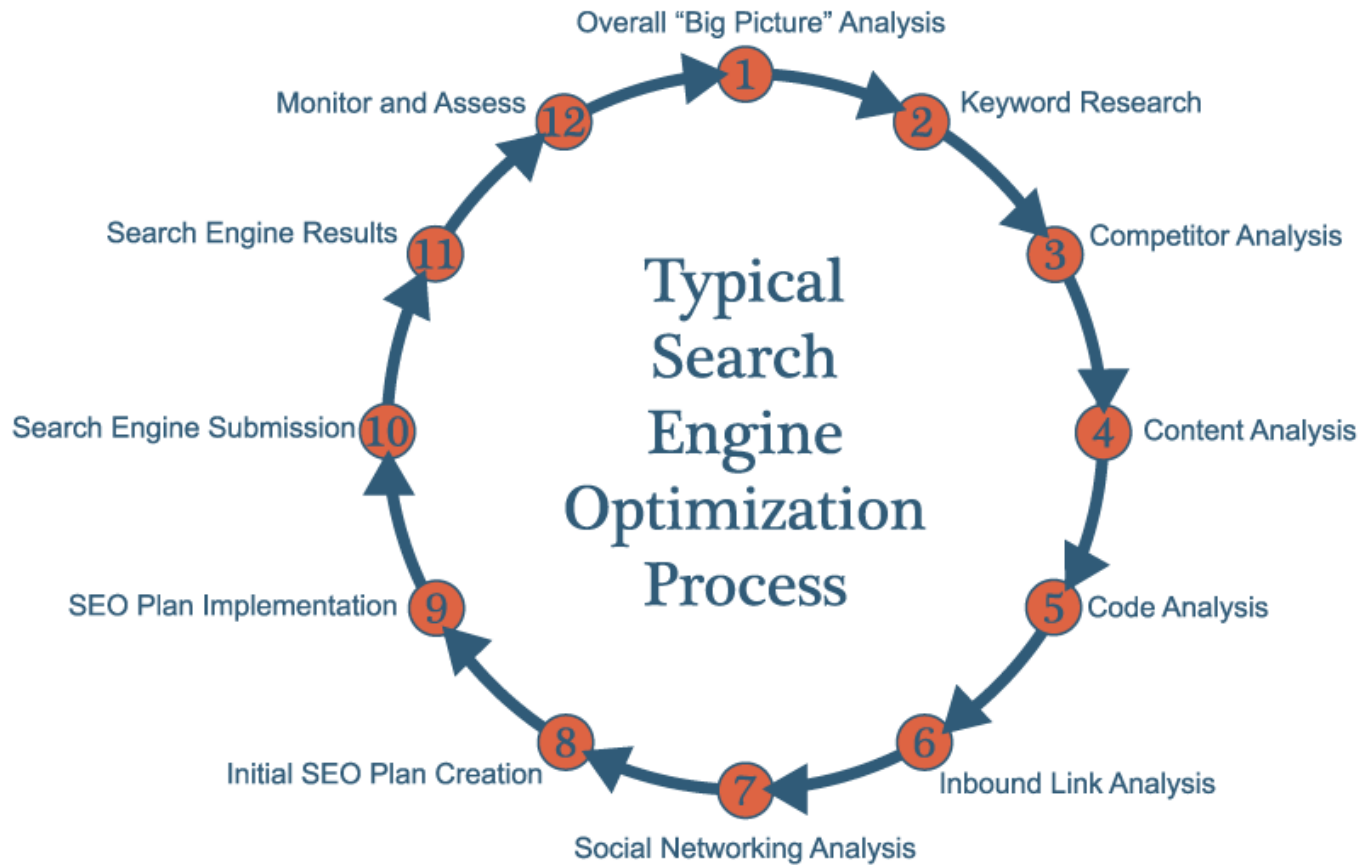 Overall “Big Picture” Analysis
1
Keyword Research
2
Competitor Analysis
3
Content Analysis
4
Code Analysis
5
Inbound Link Analysis
6
Social Networking Analysis
7
Initial SEO Plan Creation
8
SEO Plan Implementation
9
Search Engine Submission
10
Search Engine Results
11
Monitor and Assess
12
Typical
Search
Engine
Optimization
Process